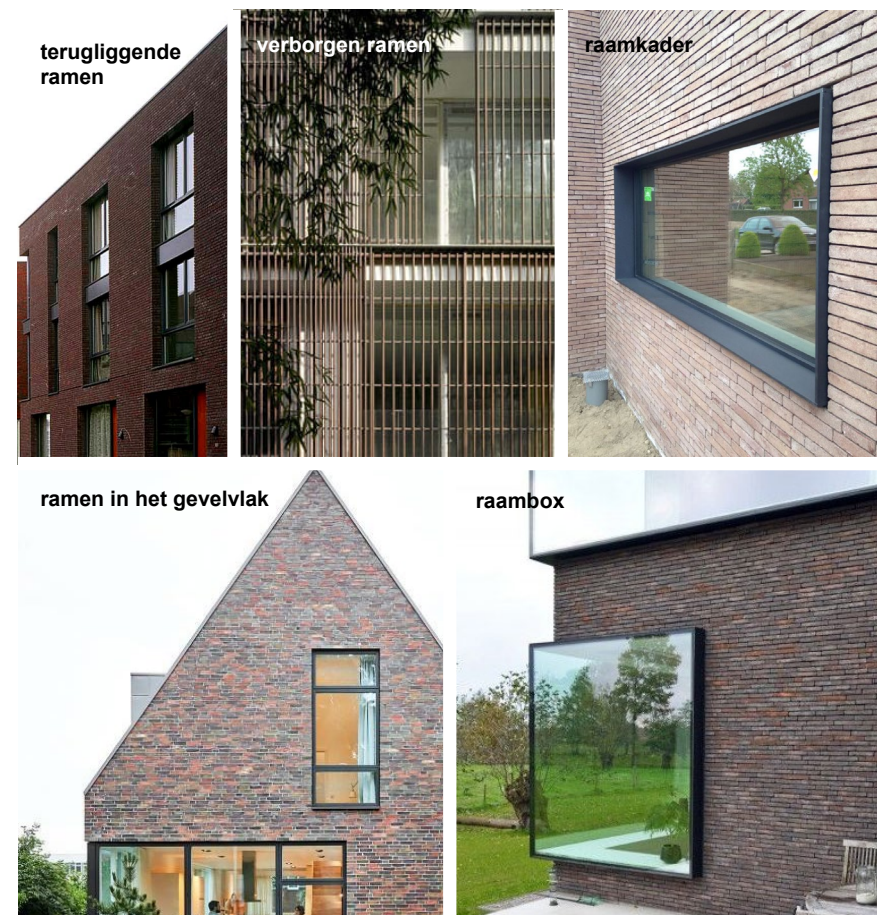 terugliggende
ramen
verborgen ramen
raamkader
ramen in het gevelvlak
raambox